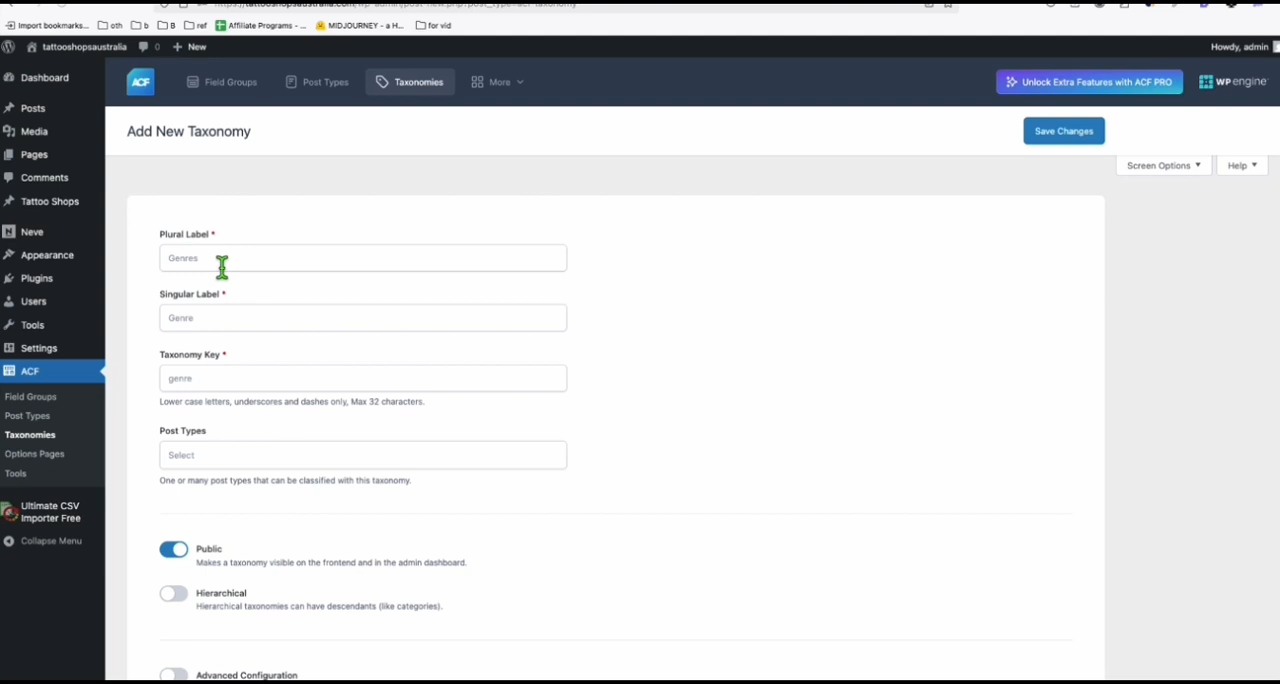 Import bookmarks... oth b B ref Affiliate Programs - ... MIDJOURNEY - a H... for vid
tattooshopsaustralia 0 New Howdy, admin
Dashboard
Posts
Media
Pages
Comments
Tattoo Shops
Neve
Appearance
Plugins
Users
Tools
Settings
ACF
Field Groups
Post Types
Taxonomies
Options Pages
Tools
Ultimate CSV
Importer Free
Collapse Menu
ACF Field Groups Post Types Taxonomies More Unlock Extra Features with ACF PRO WP engine
Add New Taxonomy Save Changes
Screen Options Help
Plural Label *
Genres
Singular Label *
Genre
Taxonomy Key *
genre
Lower case letters, underscores and dashes only, Max 32 characters.
Post Types
Select
One or many post types that can be classified with this taxonomy.
Public
Makes a taxonomy visible on the frontend and in the admin dashboard.
Hierarchical
Hierarchical taxonomies can have descendants (like categories).
Advanced Configuration